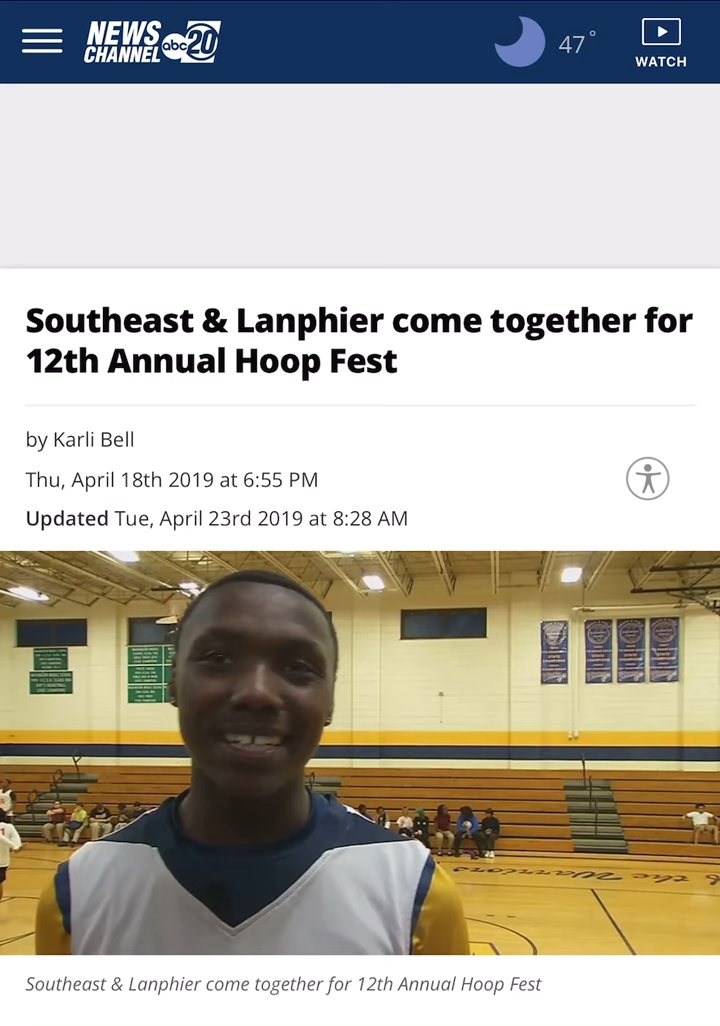 NEWS
CHANNEL abc 20
47°
WATCH
Southeast & Lanphier come together for
12th Annual Hoop Fest
by Karli Bell
Thu, April 18th 2019 at 6:55 PM
Updated Tue, April 23rd 2019 at 8:28 AM
the Warriors
Southeast & Lanphier come together for 12th Annual Hoop Fest